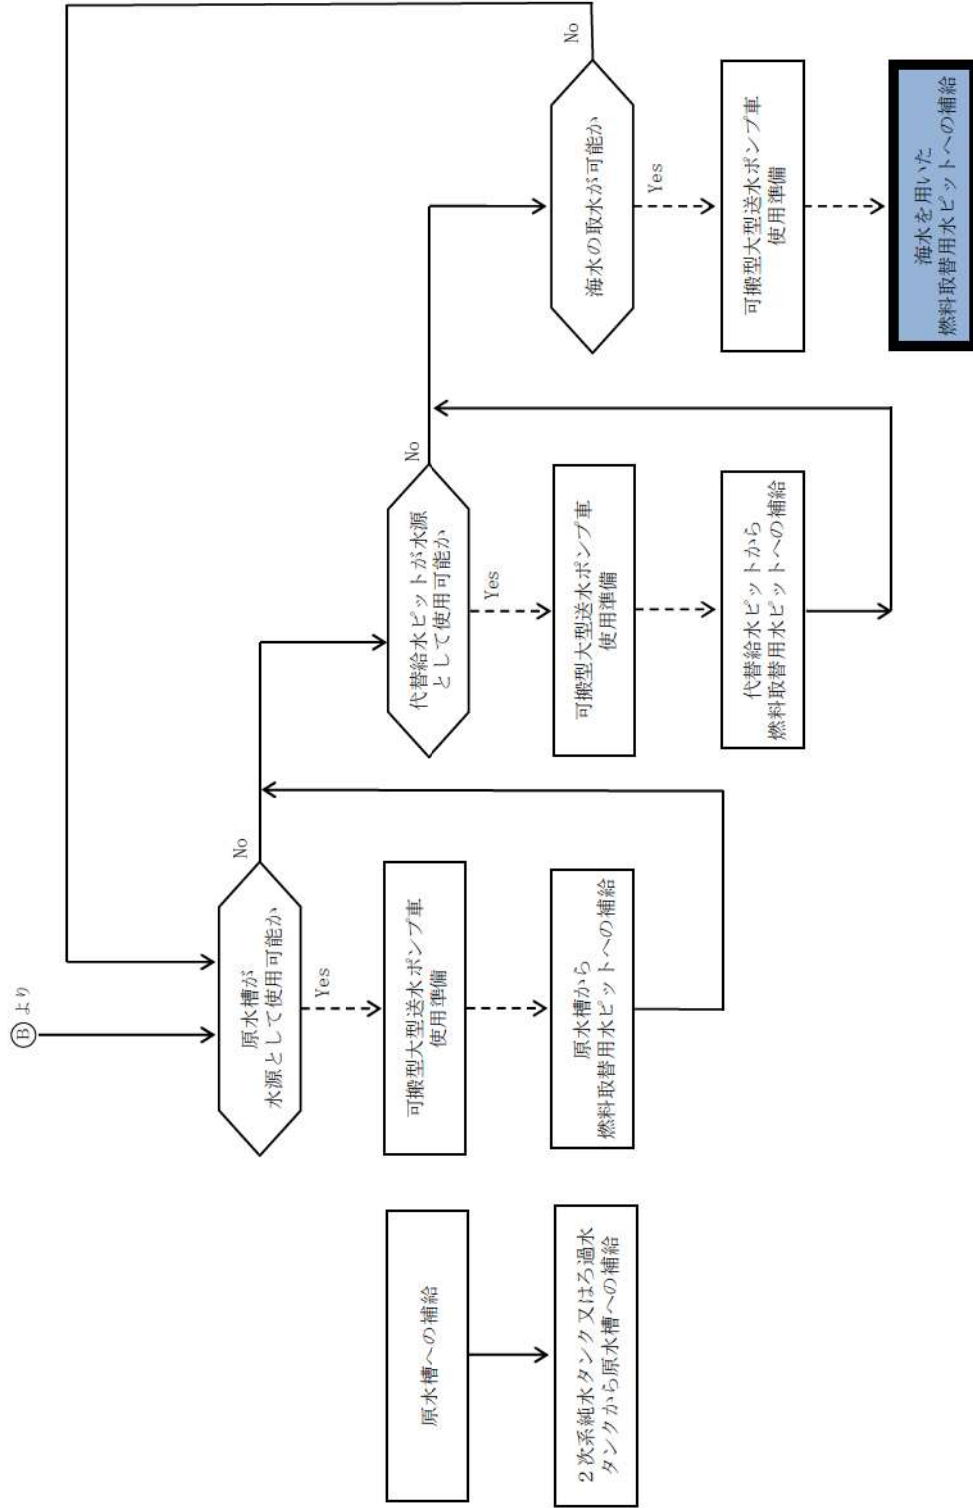 Ⓑより
原水槽が
水源として使用可能か
No
Yes
可搬型大型送水ポンプ車
使用準備
原水槽から
燃料取替用水ピットへの補給
代替給水ピットが水源
として使用可能か
No
Yes
可搬型大型送水ポンプ車
使用準備
代替給水ピットから
燃料取替用水ピットへの補給
海水の取水が可能か
No
Yes
可搬型大型送水ポンプ車
使用準備
海水を用いた
燃料取替用水ピットへの補給
原水槽への補給
2次系純水タンク又はろ過水
タンクから原水槽への補給